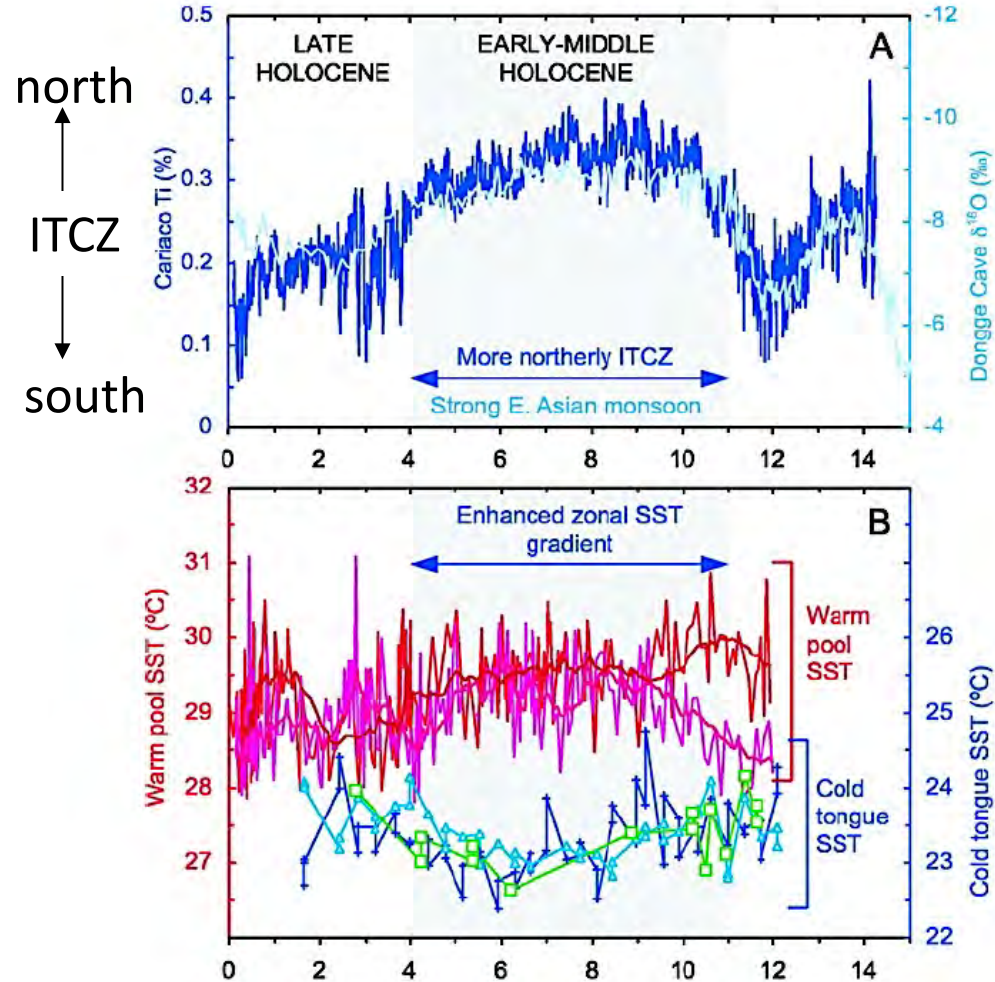 north
ITCZ
south
0.5
0.4
0.3
0.2
0.1
0
Cariaco Ti (%)
LATE
HOLOCENE
EARLY-MIDDLE
HOLOCENE
A
More northerly ITCZ
Strong E. Asian monsoon
-12
-10
-8
-6
-4
Dongge Cave δ¹⁸O (‰)
0 2 4 6 8 10 12 14
32
31
30
29
28
27
Warm pool SST (ºC)
Enhanced zonal SST
gradient
B
Warm
pool
SST
Cold
tongue
SST
26
25
24
23
22
Cold tongue SST (ºC)
0 2 4 6 8 10 12 14